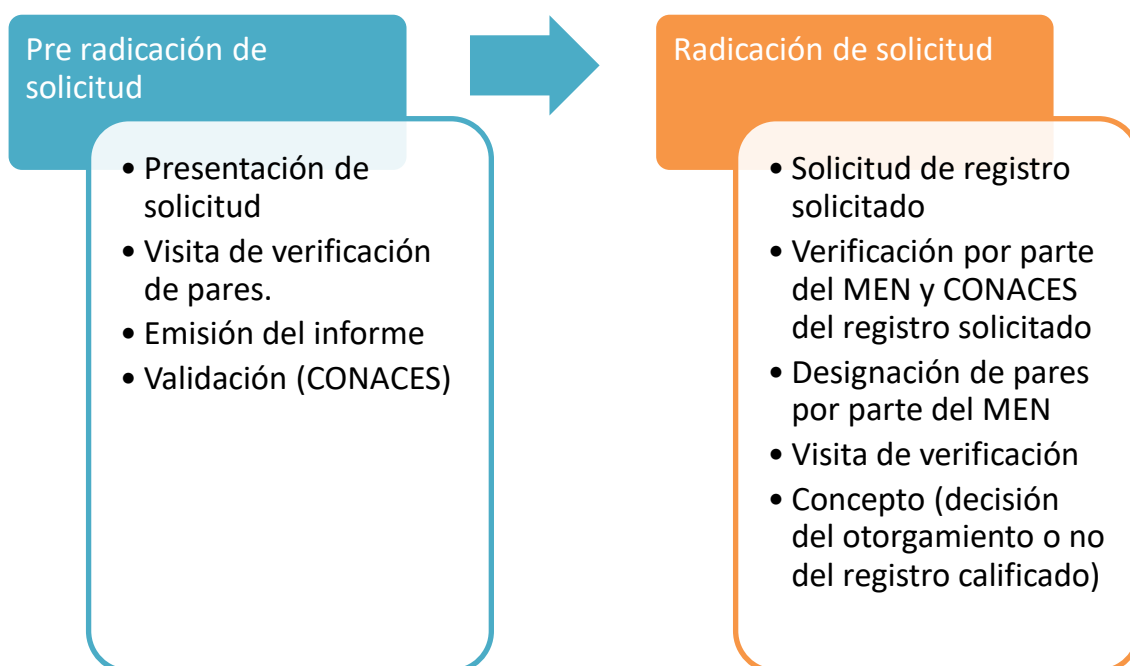 Pre radicación de
solicitud
• Presentación de
solicitud
• Visita de verificación
de pares.
• Emisión del informe
• Validación (CONACES)
Radicación de solicitud
• Solicitud de registro
solicitado
• Verificación por parte
del MEN y CONACES
del registro solicitado
• Designación de pares
por parte del MEN
• Visita de verificación
• Concepto (decisión
del otorgamiento o no
del registro calificado)